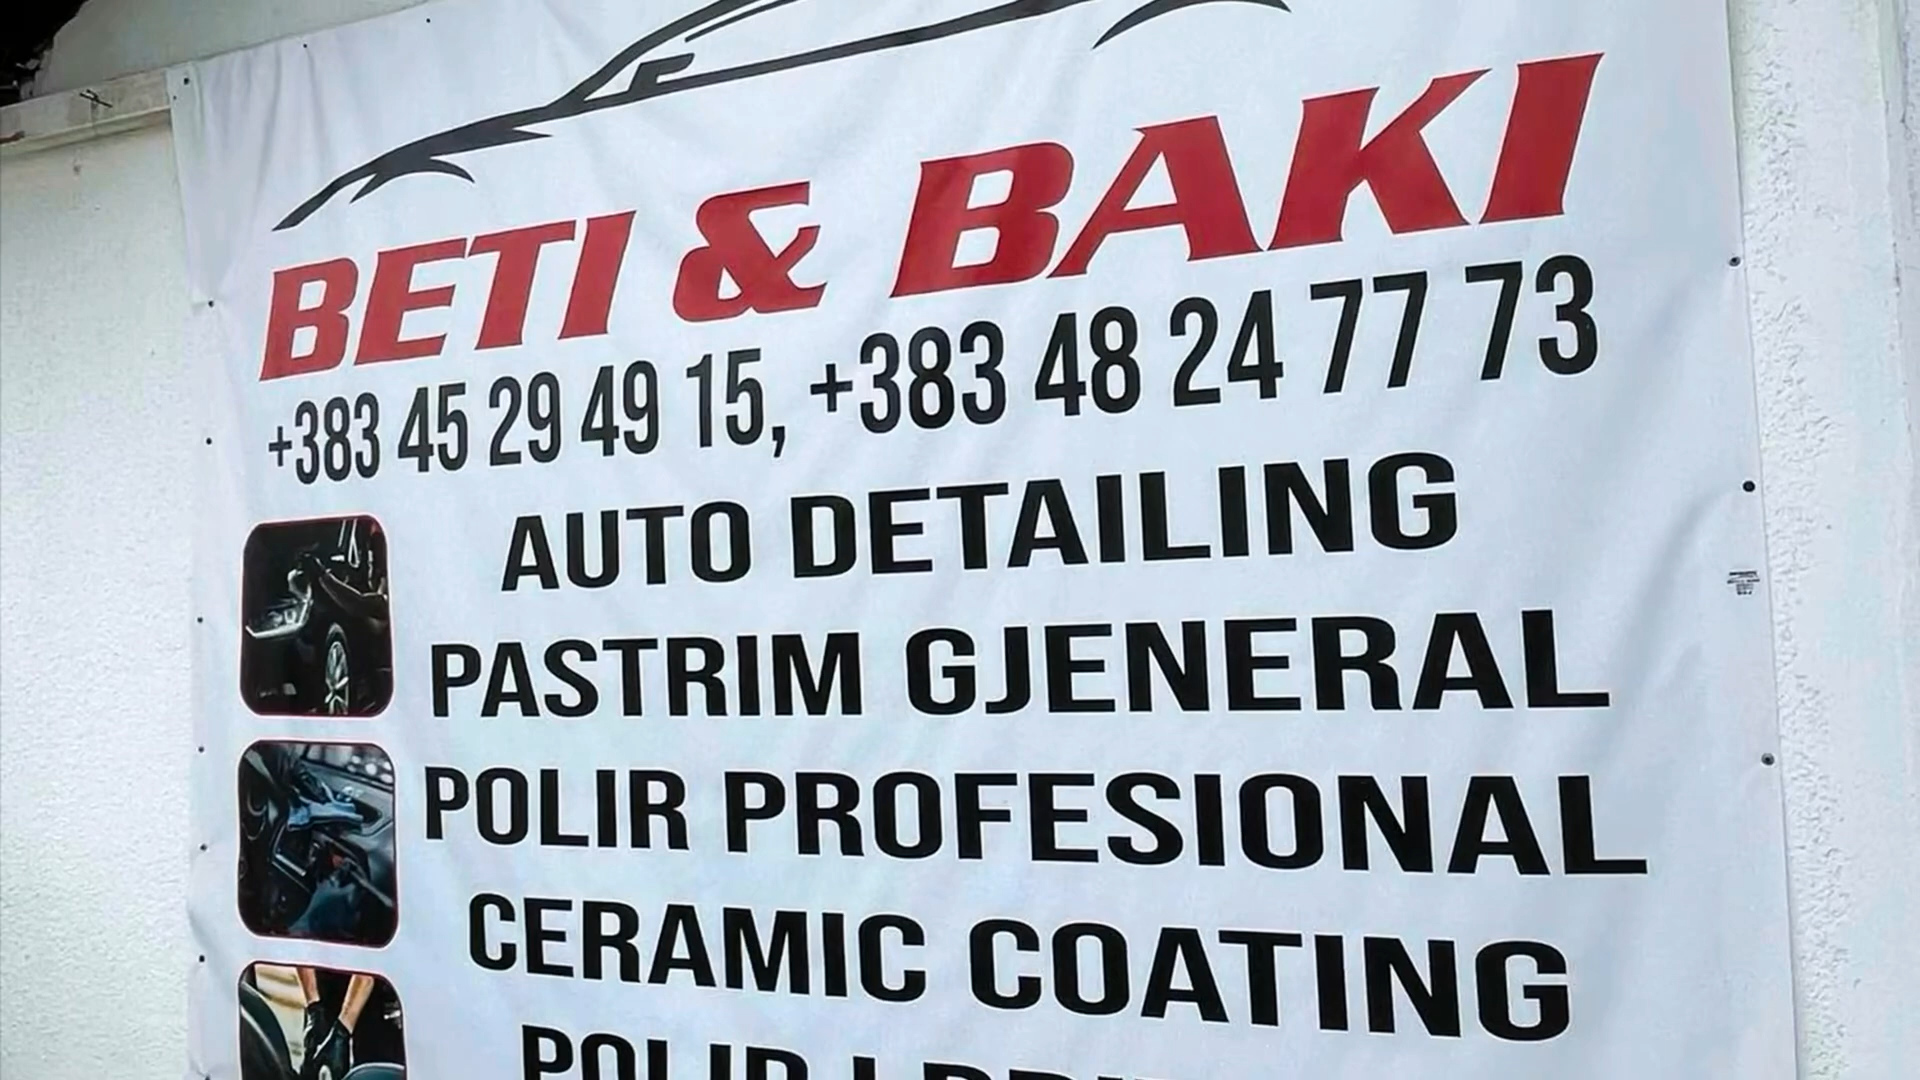 BETI & BAKI
+383 45 29 49 15, +383 48 24 77 73
AUTO DETAILING
PASTRIM GJENERAL
POLIR PROFESIONAL
CERAMIC COATING
POLIR I